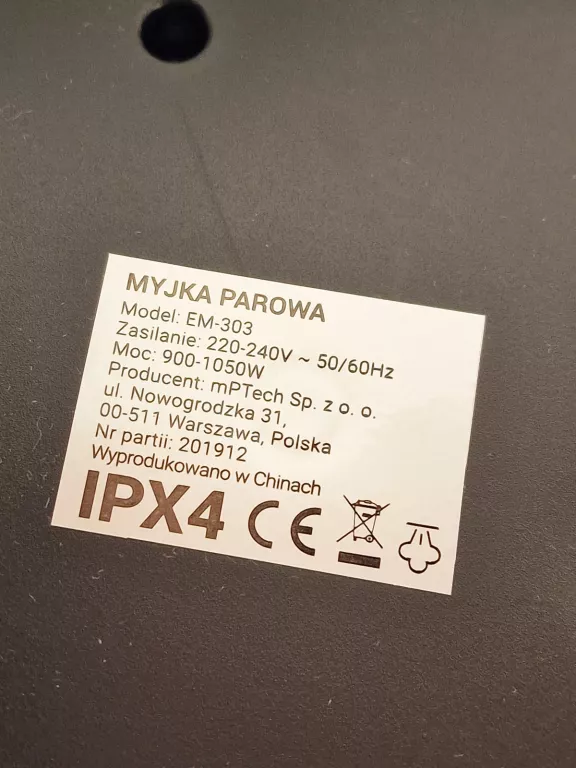 MYJKA PAROWA
Model: EM-303
Zasilanie: 220-240V ~ 50/60Hz
Moc: 900-1050W
Producent: mPTech Sp. z o. o.
ul. Nowogrodzka 31,
00-511 Warszawa, Polska
Nr partii: 201912
Wyprodukowano w Chinach
IPX4 CE